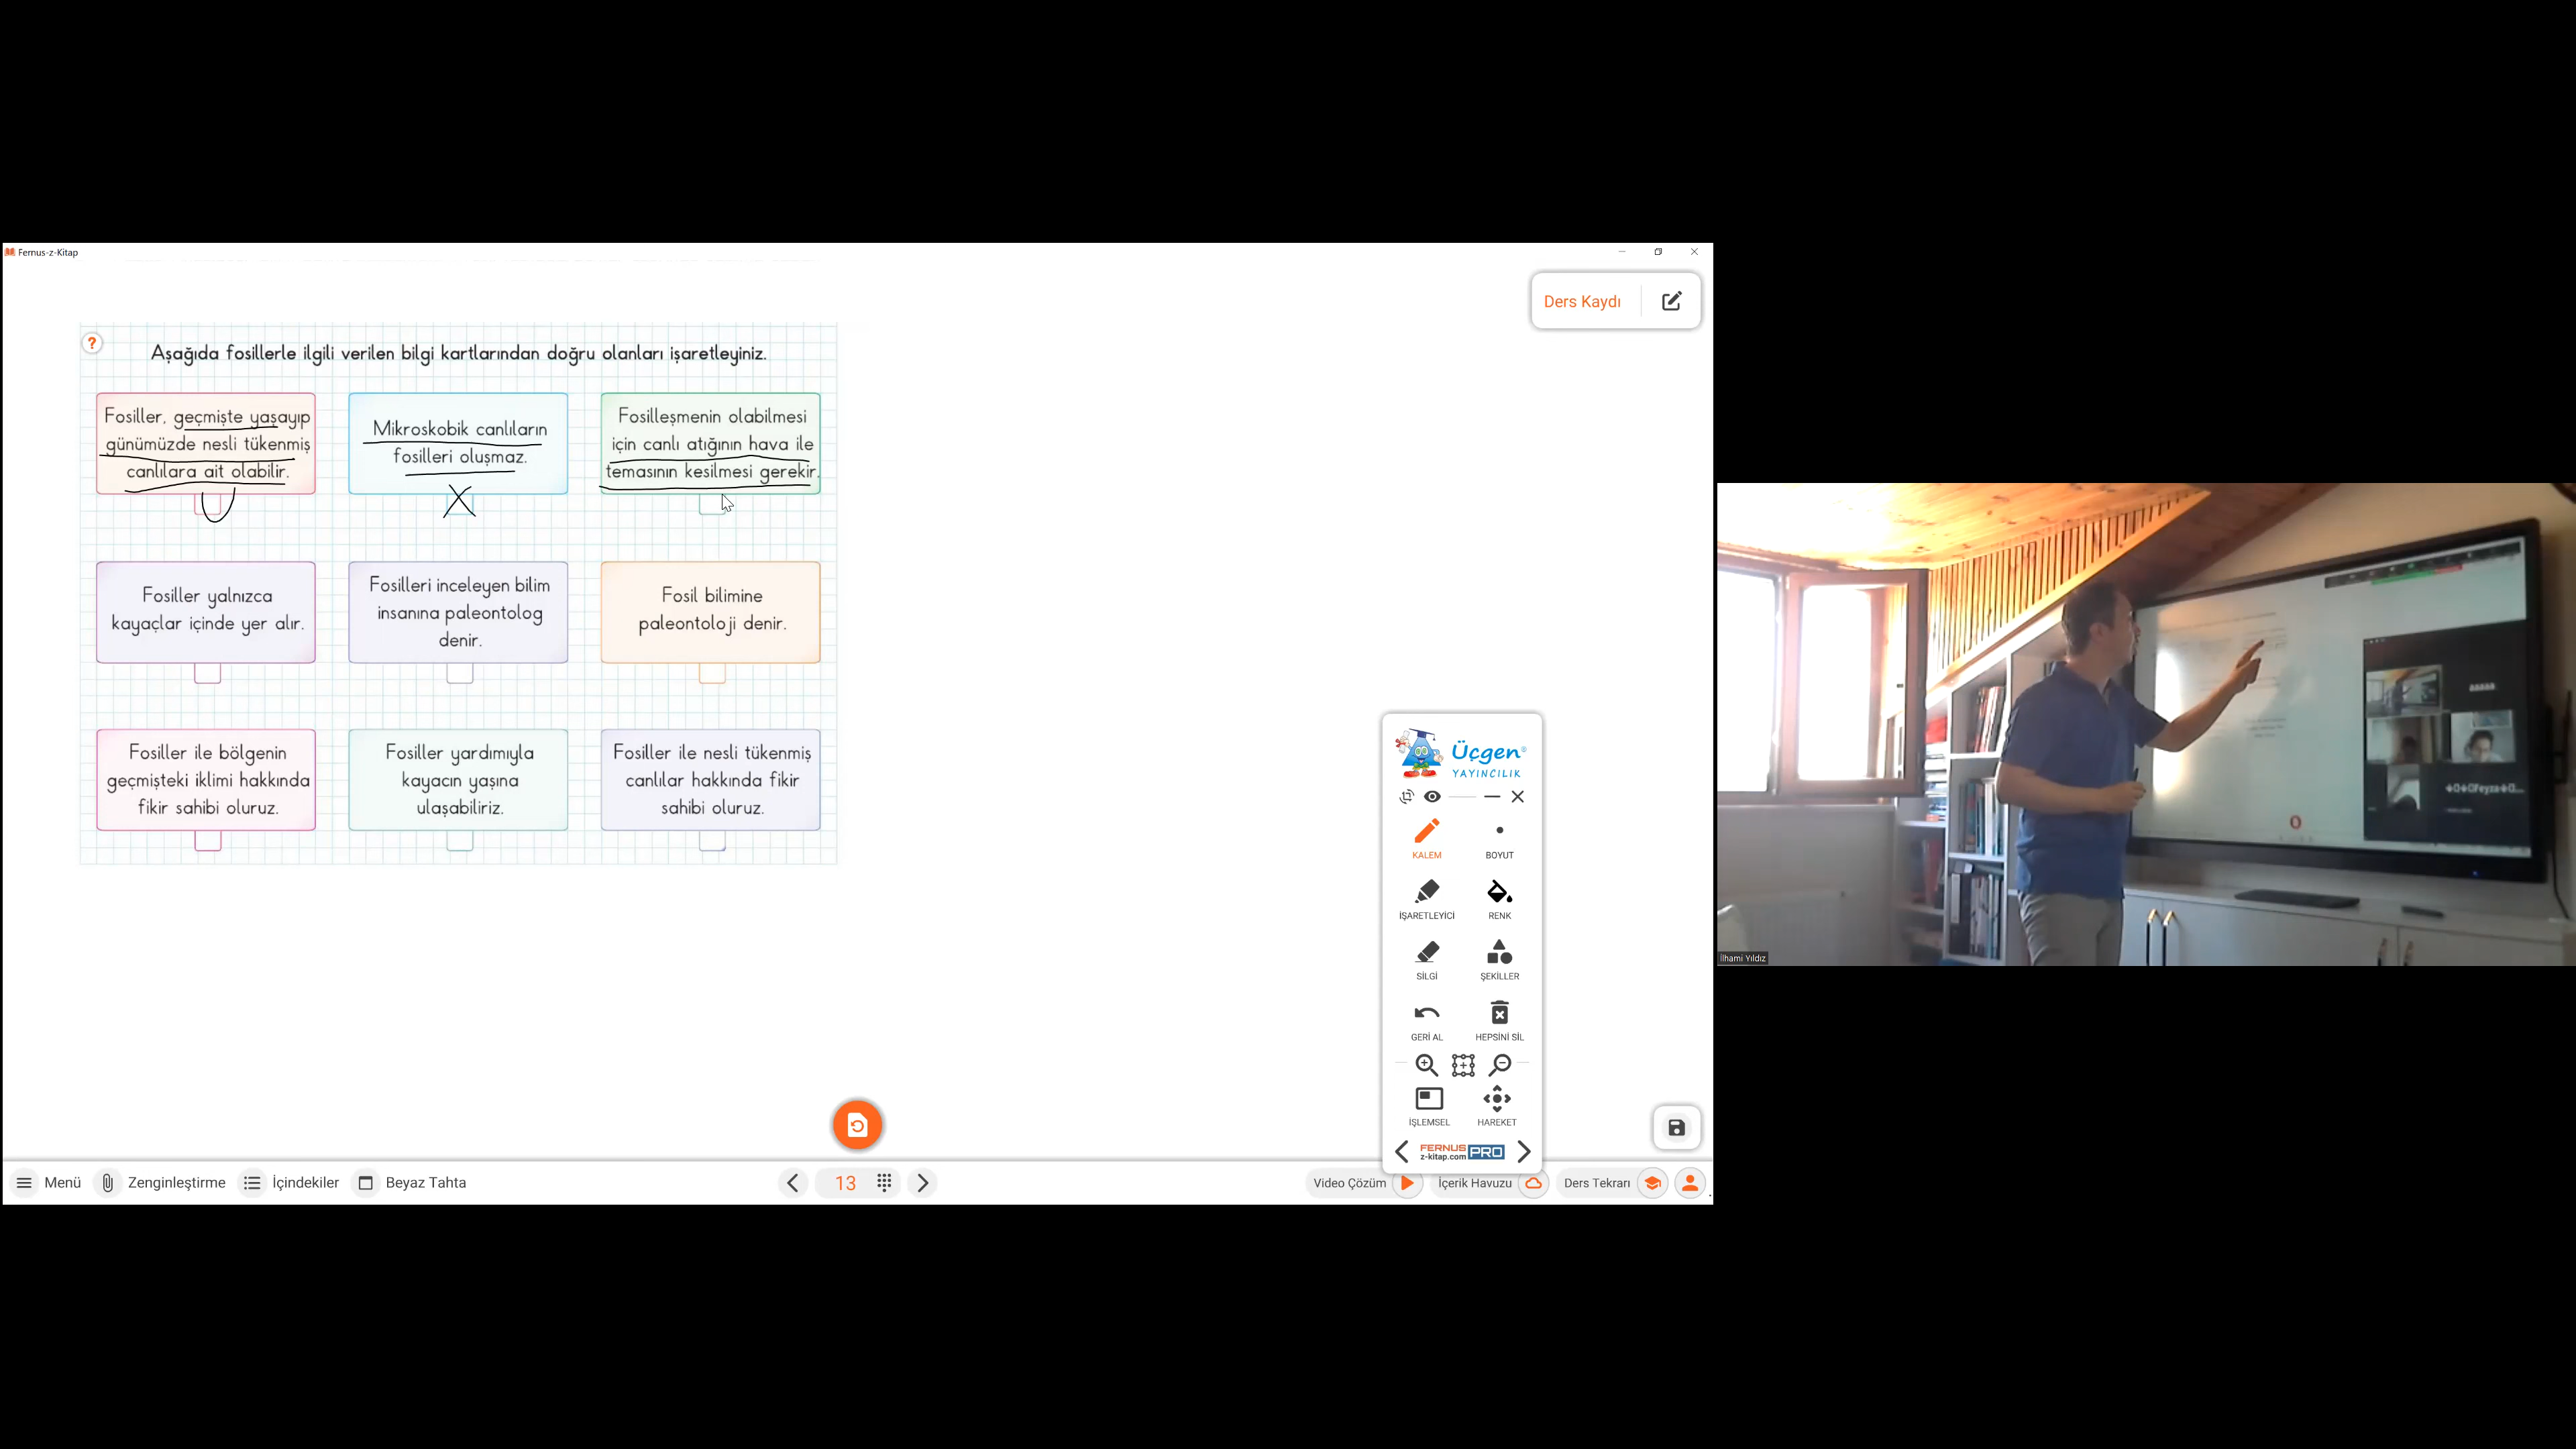 Fernus-z-Kitap
Ders Kaydı
?
Aşağıda fosillerle ilgili verilen bilgi kartlarından doğru olanları işaretleyiniz.
Fosiller, geçmişte yaşayıp
günümüzde nesli tükenmiş
canlılara ait olabilir.
Mikroskobik canlıların
fosilleri oluşmaz.
Fosilleşmenin olabilmesi
için canlı atığının hava ile
temasının kesilmesi gerekir.
Fosiller yalnızca
kayaçlar içinde yer alır.
Fosilleri inceleyen bilim
insanına paleontolog
denir.
Fosil bilimine
paleontoloji denir.
Fosiller ile bölgenin
geçmişteki iklimi hakkında
fikir sahibi oluruz.
Fosiller yardımıyla
kayacın yaşına
ulaşabiliriz.
Fosiller ile nesli tükenmiş
canlılar hakkında fikir
sahibi oluruz.
Üçgen
YAYINCILIK
KALEM
BOYUT
İŞARETLEYİCİ
RENK
SİLGİ
ŞEKİLLER
GERİ AL
HEPSİNİ SİL
İŞLEMSEL
HAREKET
FERNUS
z-kitap.com
PRO
Menü
Zenginleştirme
İçindekiler
Beyaz Tahta
13
Video Çözüm
İçerik Havuzu
Ders Tekrarı
İlhami Yıldız